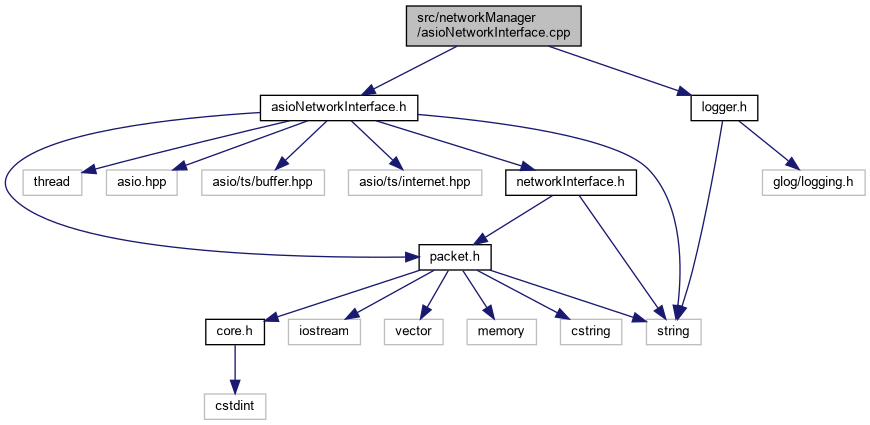 src/networkManager
/asioNetworkInterface.cpp
asioNetworkInterface.h
logger.h
thread
asio.hpp
asio/ts/buffer.hpp
asio/ts/internet.hpp
networkInterface.h
glog/logging.h
packet.h
core.h
iostream
vector
memory
cstring
string
cstdint